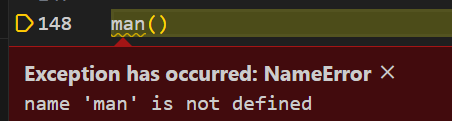 148 man()
Exception has occurred: NameError ×
name 'man' is not defined